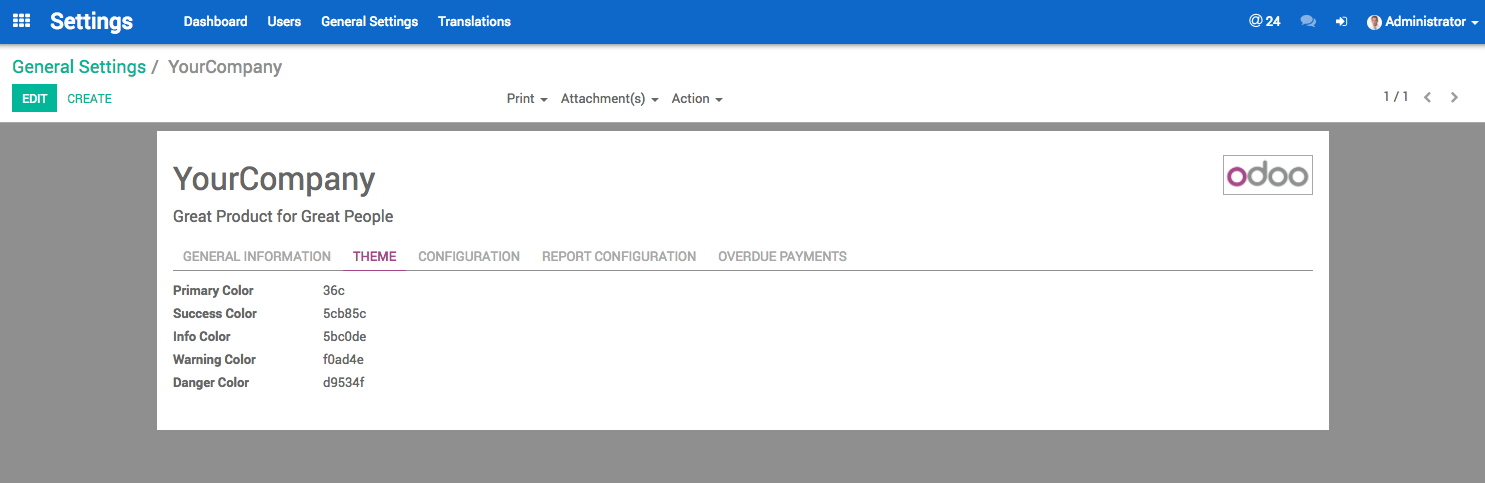 Settings Dashboard Users General Settings Translations @ 24 Administrator
General Settings / YourCompany
EDIT CREATE Print Attachment(s) Action 1 / 1
YourCompany
odoo
Great Product for Great People
GENERAL INFORMATION THEME CONFIGURATION REPORT CONFIGURATION OVERDUE PAYMENTS
Primary Color 36c
Success Color 5cb85c
Info Color 5bc0de
Warning Color f0ad4e
Danger Color d9534f